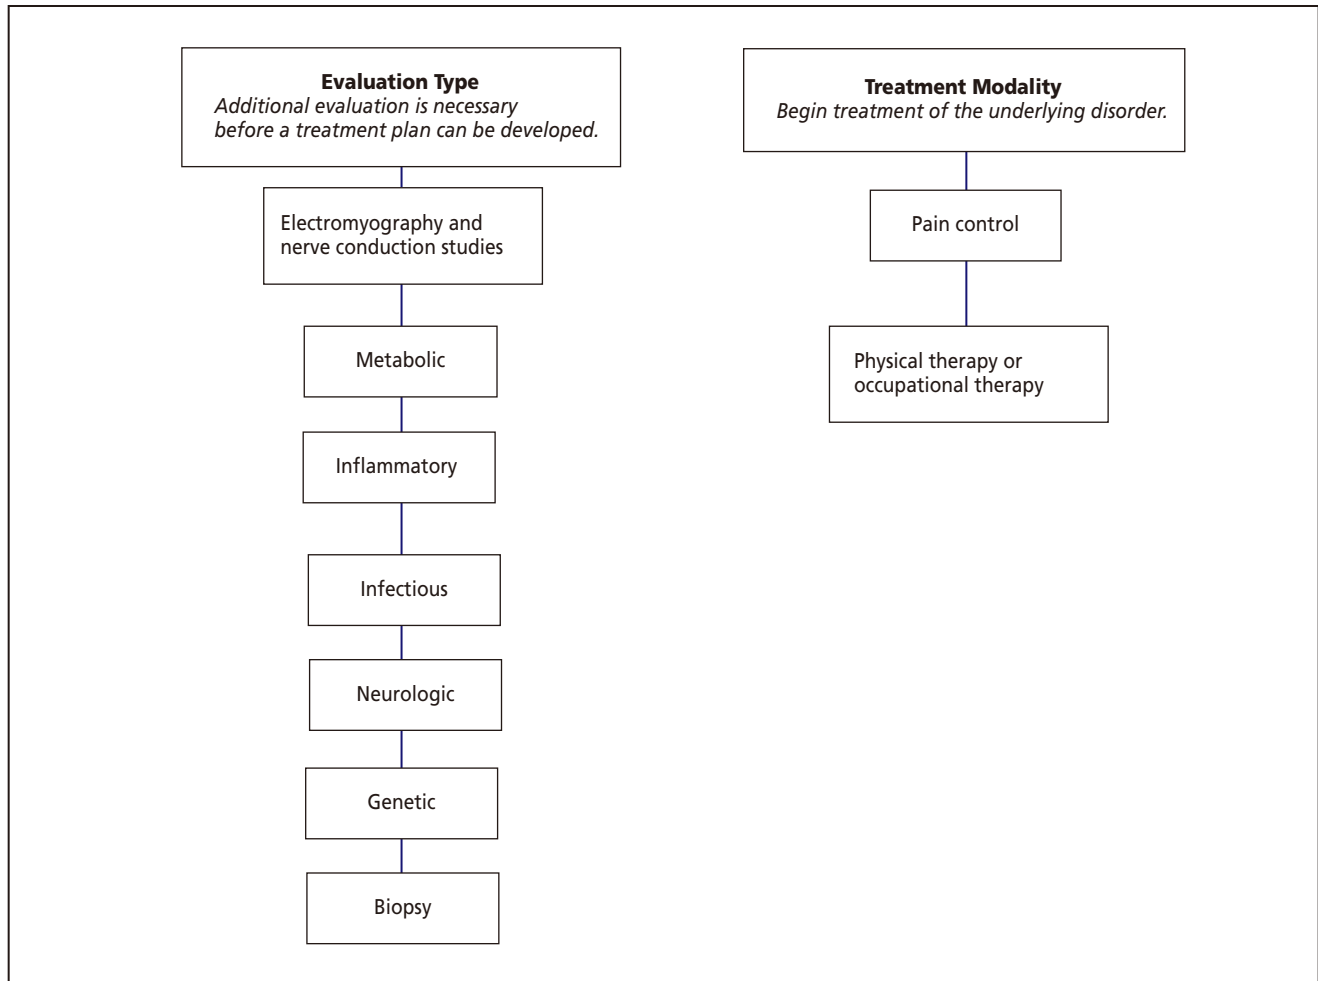 Evaluation Type
Additional evaluation is necessary
before a treatment plan can be developed.
Electromyography and
nerve conduction studies
Metabolic
Inflammatory
Infectious
Neurologic
Genetic
Biopsy
Treatment Modality
Begin treatment of the underlying disorder.
Pain control
Physical therapy or
occupational therapy